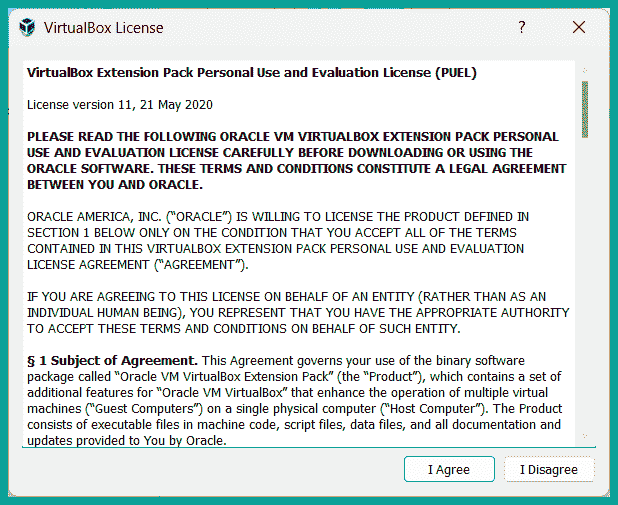 VirtualBox License
VirtualBox Extension Pack Personal Use and Evaluation License (PUEL)
License version 11, 21 May 2020
PLEASE READ THE FOLLOWING ORACLE VM VIRTUALBOX EXTENSION PACK PERSONAL
USE AND EVALUATION LICENSE CAREFULLY BEFORE DOWNLOADING OR USING THE
ORACLE SOFTWARE. THESE TERMS AND CONDITIONS CONSTITUTE A LEGAL AGREEMENT
BETWEEN YOU AND ORACLE.
ORACLE AMERICA, INC. (“ORACLE”) IS WILLING TO LICENSE THE PRODUCT DEFINED IN
SECTION 1 BELOW ONLY ON THE CONDITION THAT YOU ACCEPT ALL OF THE TERMS
CONTAINED IN THIS VIRTUALBOX EXTENSION PACK PERSONAL USE AND EVALUATION
LICENSE AGREEMENT (“AGREEMENT”).
IF YOU ARE AGREEING TO THIS LICENSE ON BEHALF OF AN ENTITY (RATHER THAN AS AN
INDIVIDUAL HUMAN BEING), YOU REPRESENT THAT YOU HAVE THE APPROPRIATE AUTHORITY
TO ACCEPT THESE TERMS AND CONDITIONS ON BEHALF OF SUCH ENTITY.
§ 1 Subject of Agreement. This Agreement governs your use of the binary software
package called “Oracle VM VirtualBox Extension Pack” (the “Product”), which contains a set of
additional features for “Oracle VM VirtualBox” that enhance the operation of multiple virtual
machines (“Guest Computers”) on a single physical computer (“Host Computer”). The Product
consists of executable files in machine code, script files, data files, and all documentation and
updates provided to You by Oracle.
I Agree
I Disagree